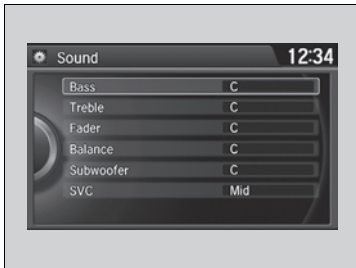 Sound 12:34
Bass C
Treble C
Fader C
Balance C
Subwoofer C
SVC Mid